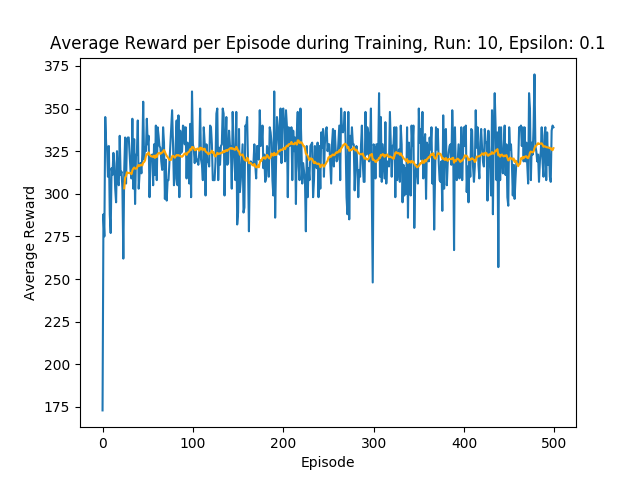 Average Reward per Episode during Training, Run: 10, Epsilon: 0.1
375
350
325
300
275
250
225
200
175
Average Reward
0 100 200 300 400 500
Episode